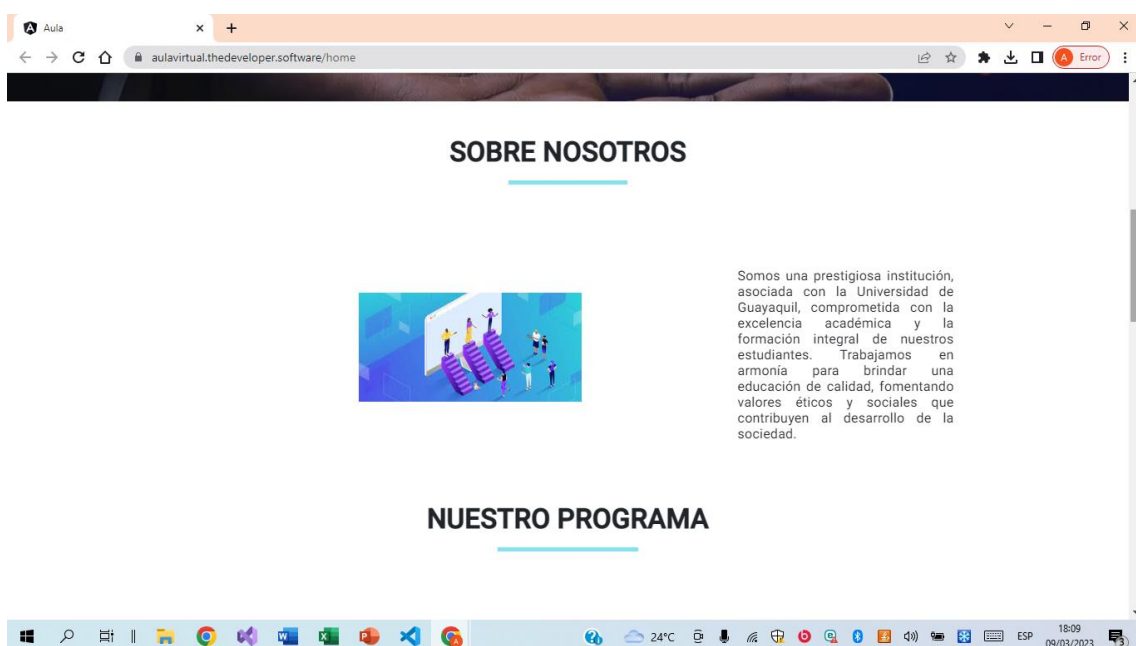 Aula
aulavirtual.thedeveloper.software/home
A Error
SOBRE NOSOTROS
Somos una prestigiosa institución,
asociada con la Universidad de
Guayaquil, comprometida con la
excelencia académica y la
formación integral de nuestros
estudiantes. Trabajamos en
armonía para brindar una
educación de calidad, fomentando
valores éticos y sociales que
contribuyen al desarrollo de la
sociedad.
NUESTRO PROGRAMA
24°C
ESP
18:09
09/03/2023
3